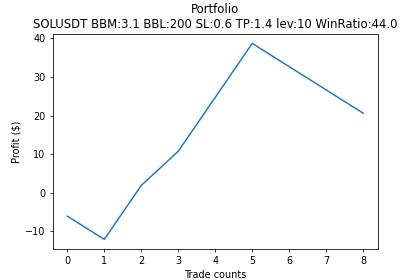 Portfolio
SOLUSDT BBM:3.1 BBL:200 SL:0.6 TP:1.4 lev:10 WinRatio:44.0
40
30
20
10
0
−10
Profit ($)
0 1 2 3 4 5 6 7 8
Trade counts